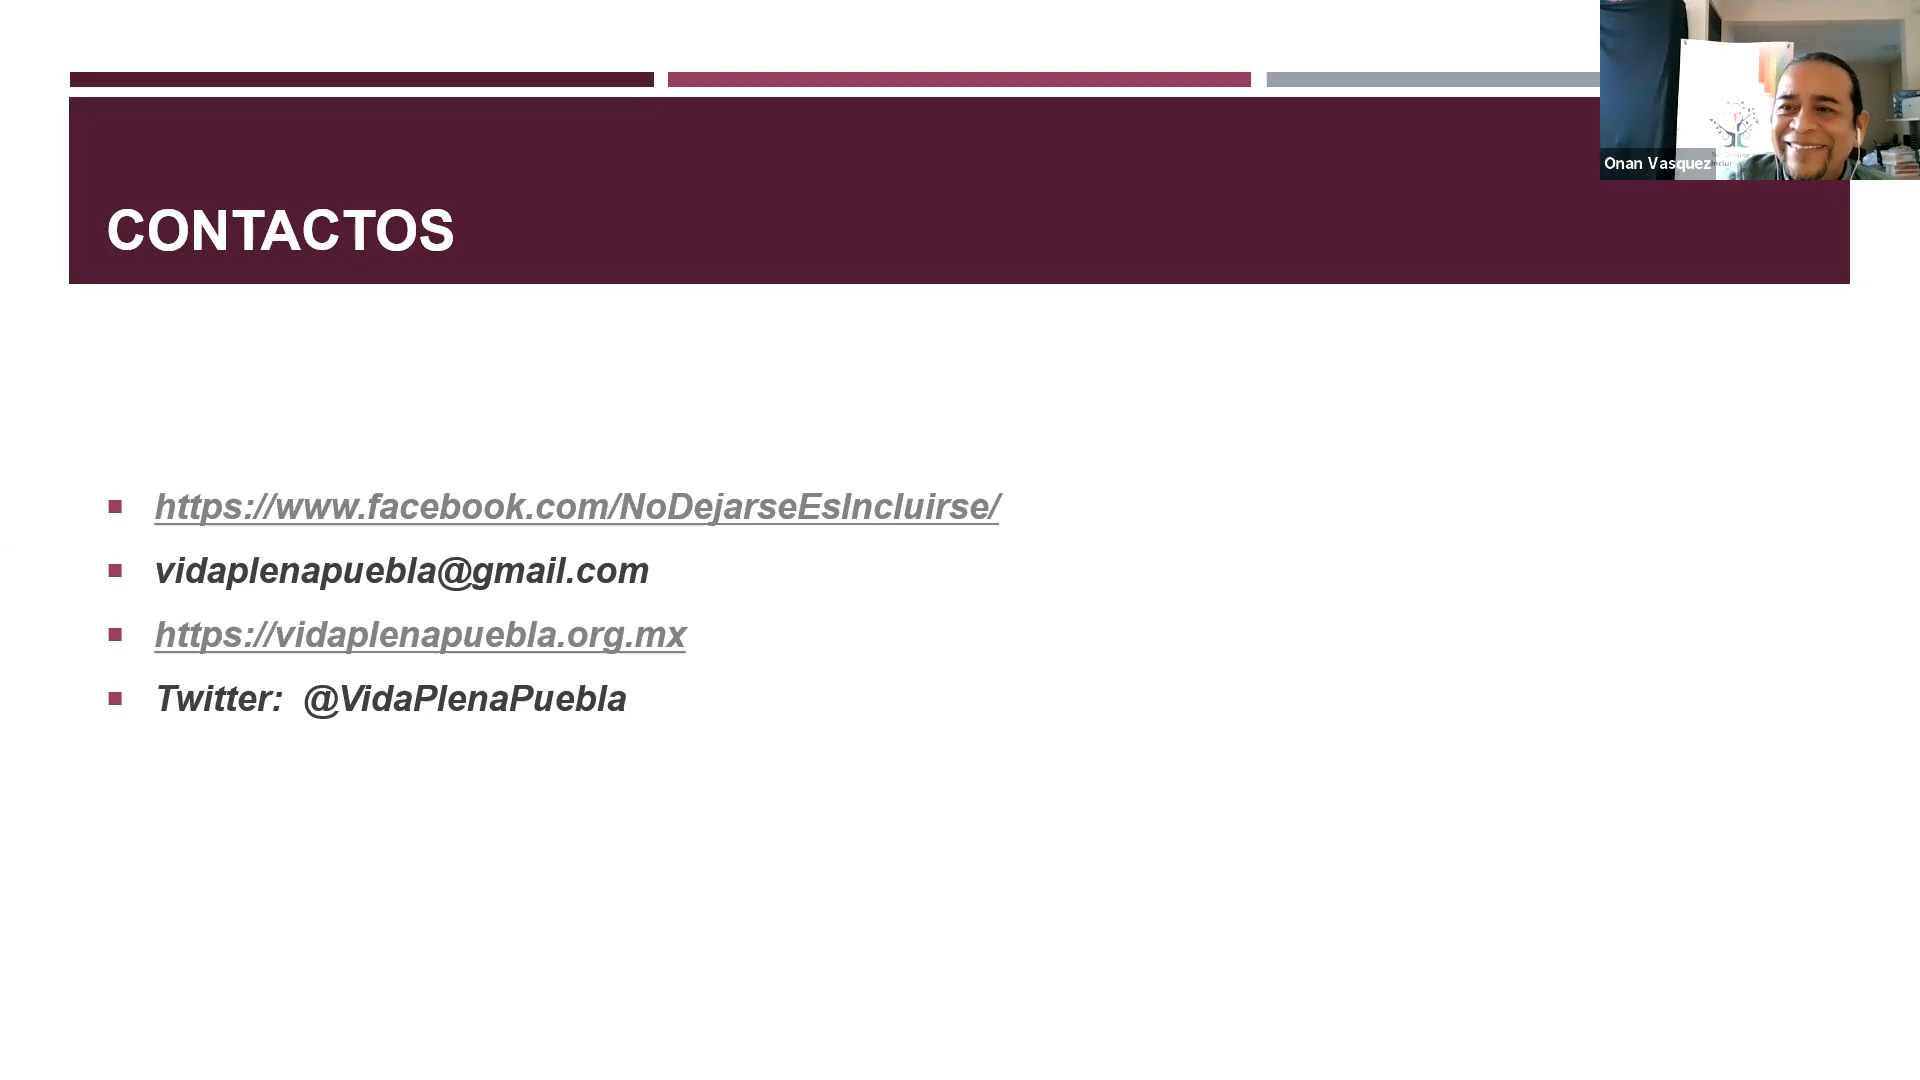 CONTACTOS
https://www.facebook.com/NoDejarseEsIncluirse/
vidaplenapuebla@gmail.com
https://vidaplenapuebla.org.mx
Twitter: @VidaPlenaPuebla
Onan Vasquez